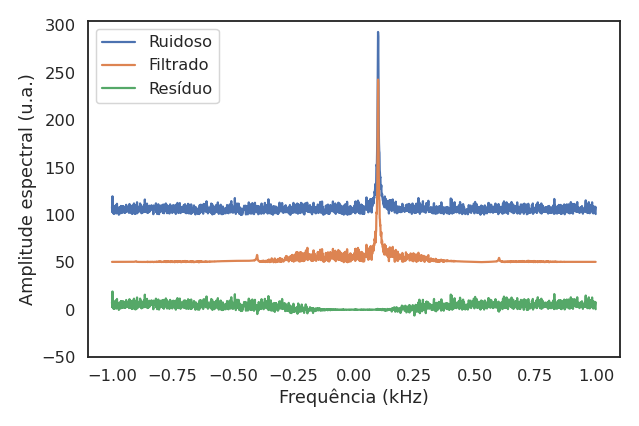 300
250
200
150
100
50
0
−50
Amplitude espectral (u.a.)
Ruidoso
Filtrado
Resíduo
−1.00 −0.75 −0.50 −0.25 0.00 0.25 0.50 0.75 1.00
Frequência (kHz)